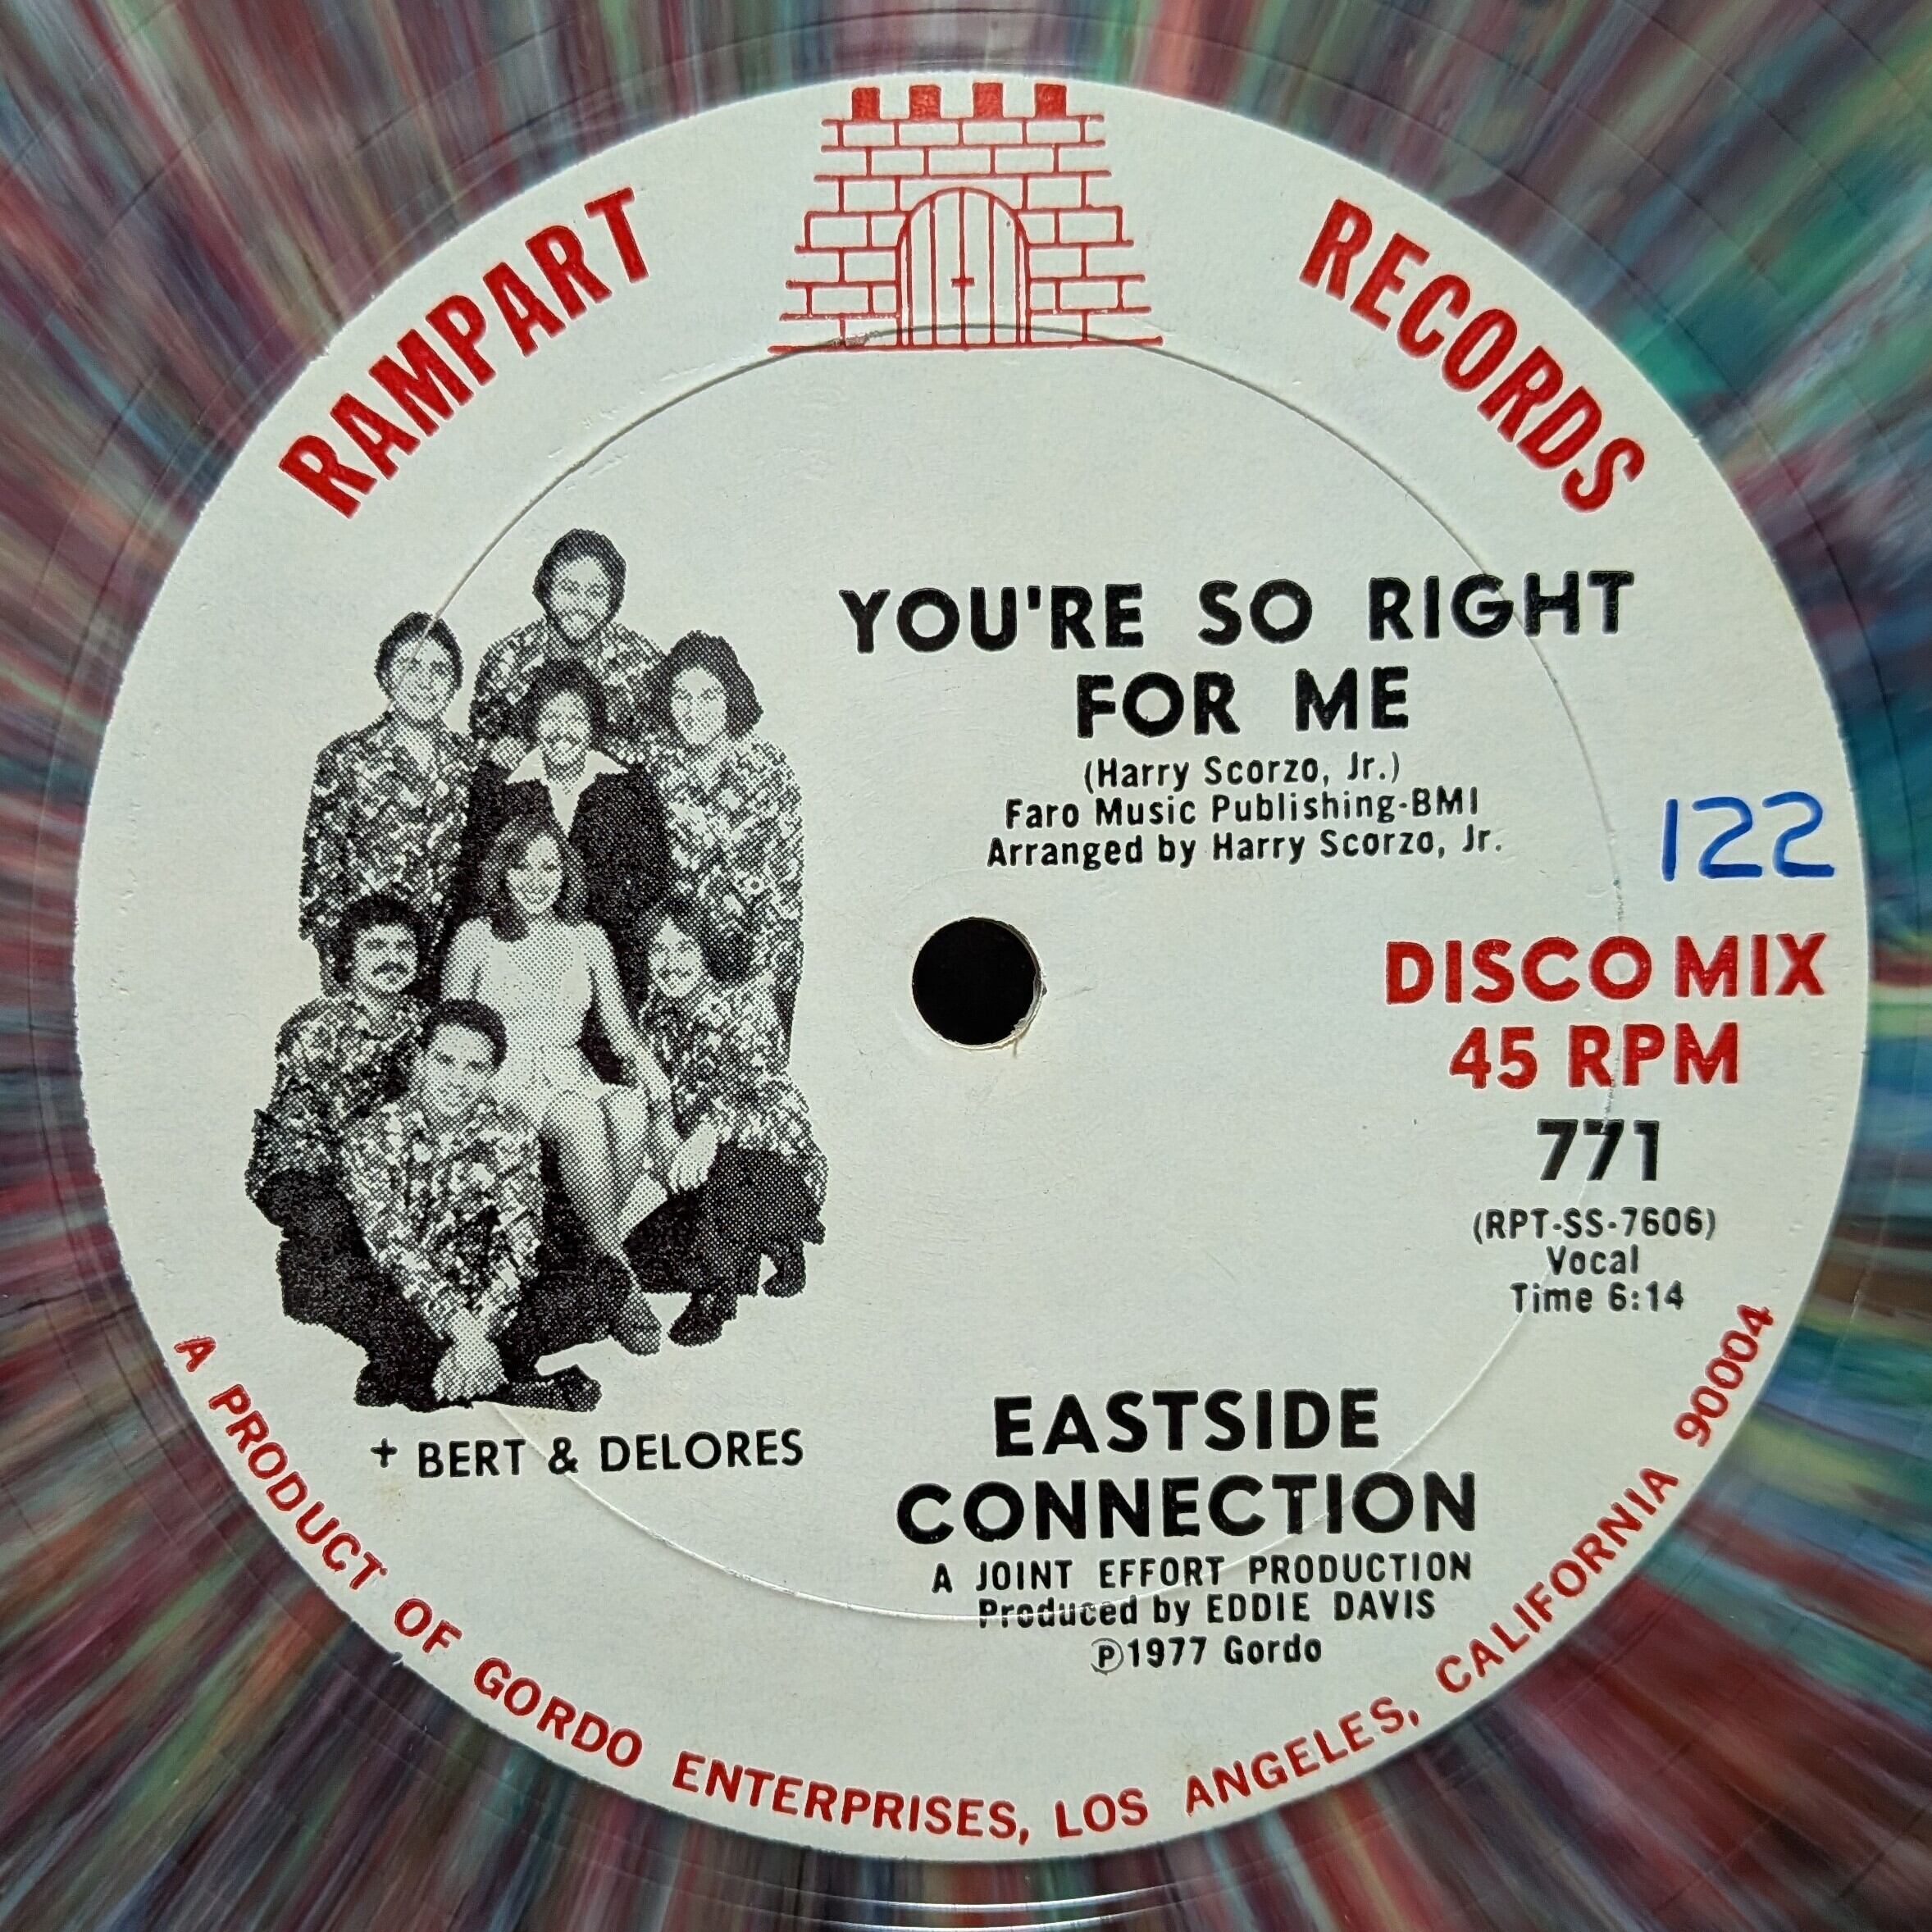 RAMPART RECORDS
YOU'RE SO RIGHT
FOR ME
(Harry Scorzo, Jr.)
Faro Music Publishing-BMI
Arranged by Harry Scorzo, Jr.
122
DISCO MIX
45 RPM
771
(RPT-SS-7606)
Vocal
Time 6:14
+ BERT & DELORES
EASTSIDE
CONNECTION
A JOINT EFFORT PRODUCTION
Produced by EDDIE DAVIS
Ⓟ1977 Gordo
A PRODUCT OF GORDO ENTERPRISES, LOS ANGELES, CALIFORNIA 90004